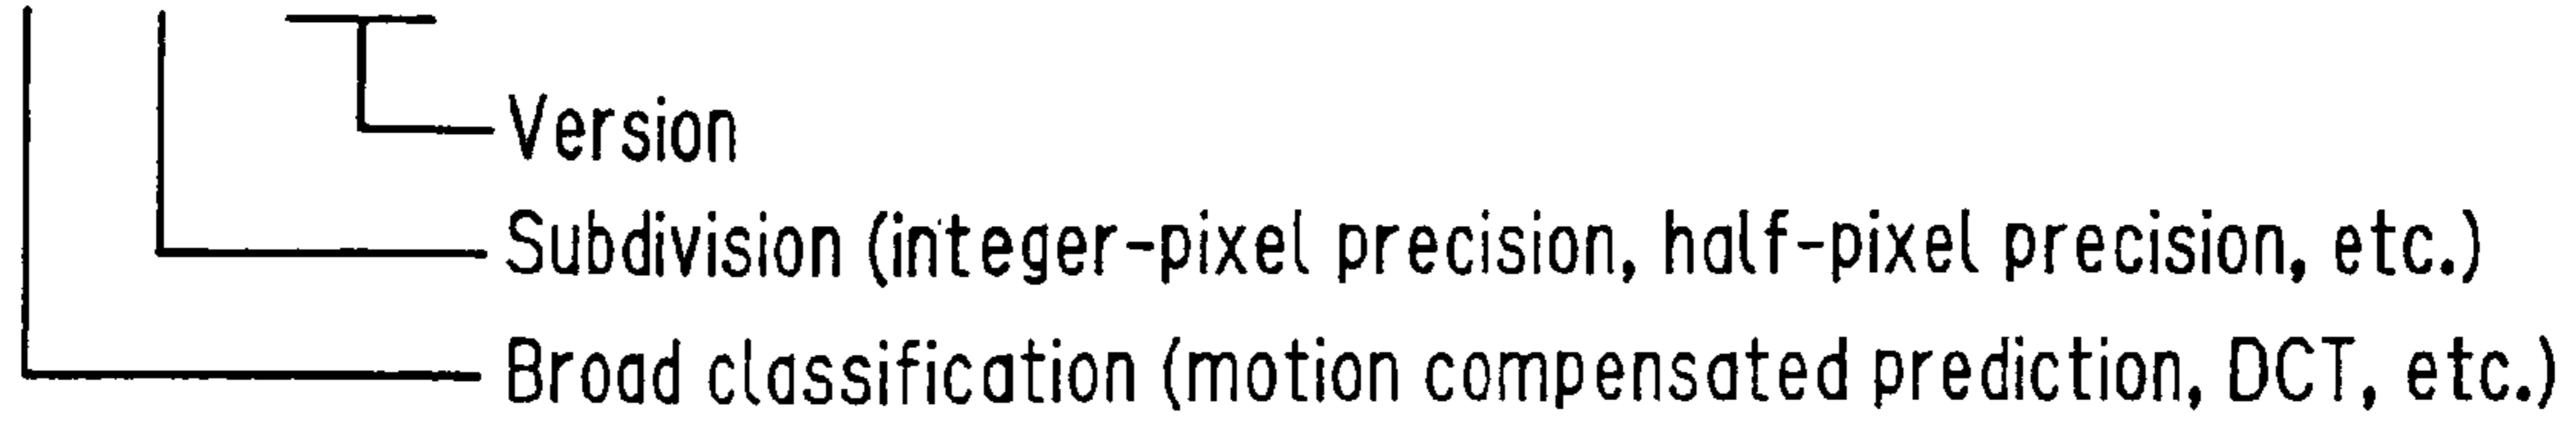 Version
Subdivision (integer-pixel precision, half-pixel precision, etc.)
Broad classification (motion compensated prediction, DCT, etc.)